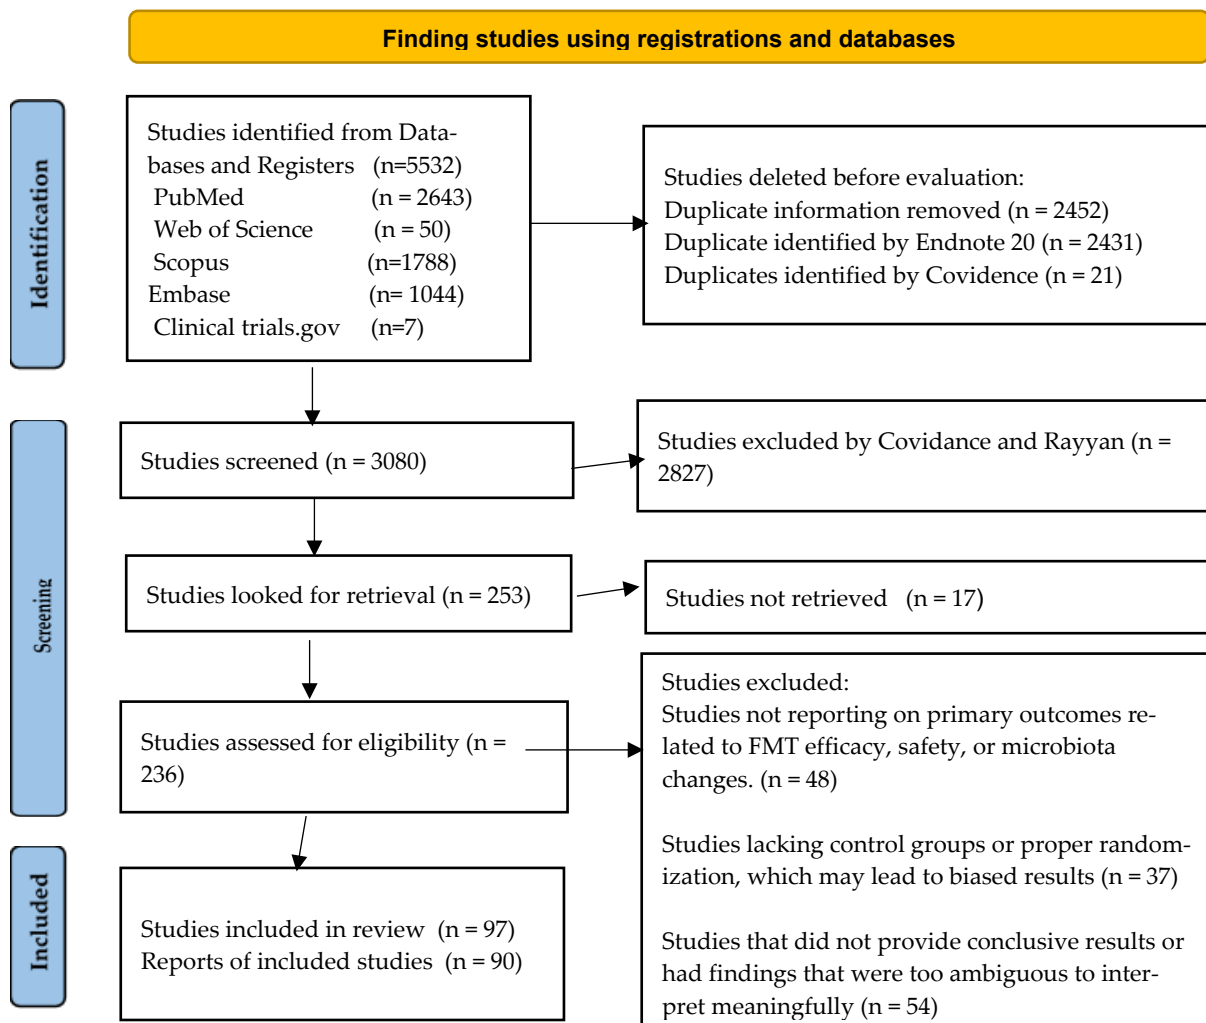 Finding studies using registrations and databases
Identification
Studies identified from Data-
bases and Registers (n=5532)
PubMed (n = 2643)
Web of Science (n = 50)
Scopus (n=1788)
Embase (n= 1044)
Clinical trials.gov (n=7)
Studies deleted before evaluation:
Duplicate information removed (n = 2452)
Duplicate identified by Endnote 20 (n = 2431)
Duplicates identified by Covidence (n = 21)
Screening
Studies screened (n = 3080)
Studies excluded by Covidance and Rayyan (n =
2827)
Studies looked for retrieval (n = 253)
Studies not retrieved (n = 17)
Studies assessed for eligibility (n =
236)
Studies excluded:
Studies not reporting on primary outcomes re-
lated to FMT efficacy, safety, or microbiota
changes. (n = 48)
Studies lacking control groups or proper random-
ization, which may lead to biased results (n = 37)
Studies that did not provide conclusive results or
had findings that were too ambiguous to inter-
pret meaningfully (n = 54)
Included
Studies included in review (n = 97)
Reports of included studies (n = 90)